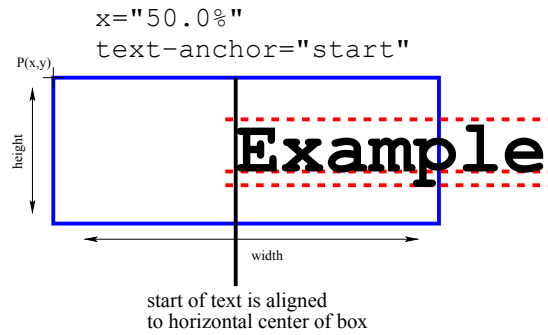 x="50.0%"
text-anchor="start"
P(x,y)
height
Example
width
start of text is aligned
to horizontal center of box